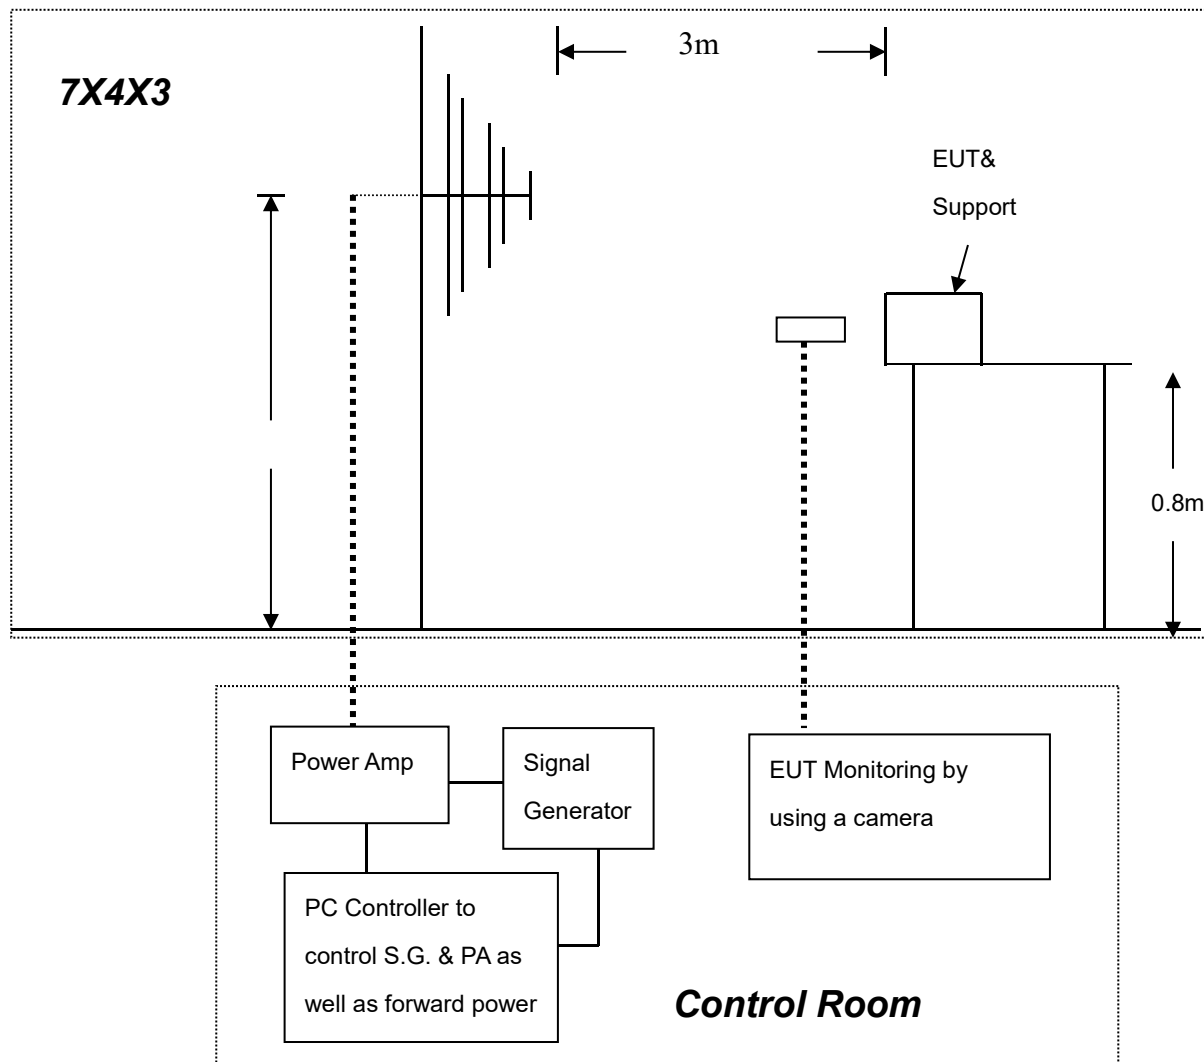 3m
7X4X3
EUT&
Support
0.8m
Power Amp
Signal
Generator
EUT Monitoring by
using a camera
PC Controller to
control S.G. & PA as
well as forward power
Control Room